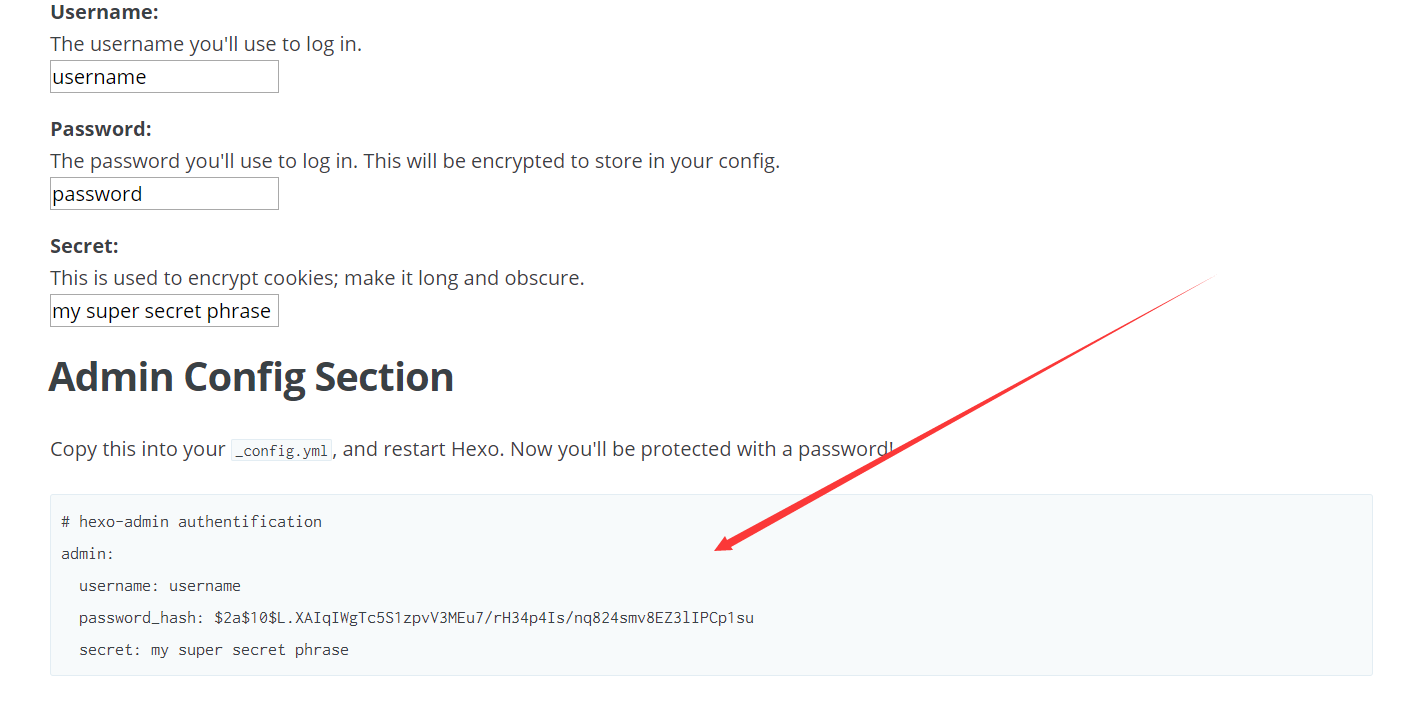 Username:
The username you'll use to log in.
username
Password:
The password you'll use to log in. This will be encrypted to store in your config.
password
Secret:
This is used to encrypt cookies; make it long and obscure.
my super secret phrase
Admin Config Section
Copy this into your _config.yml, and restart Hexo. Now you'll be protected with a password!
# hexo-admin authentification
admin:
  username: username
  password_hash: $2a$10$L.XAIqIWgTc5S1zpvV3MEu7/rH34p4Is/nq824smv8EZ3lIPCp1su
  secret: my super secret phrase